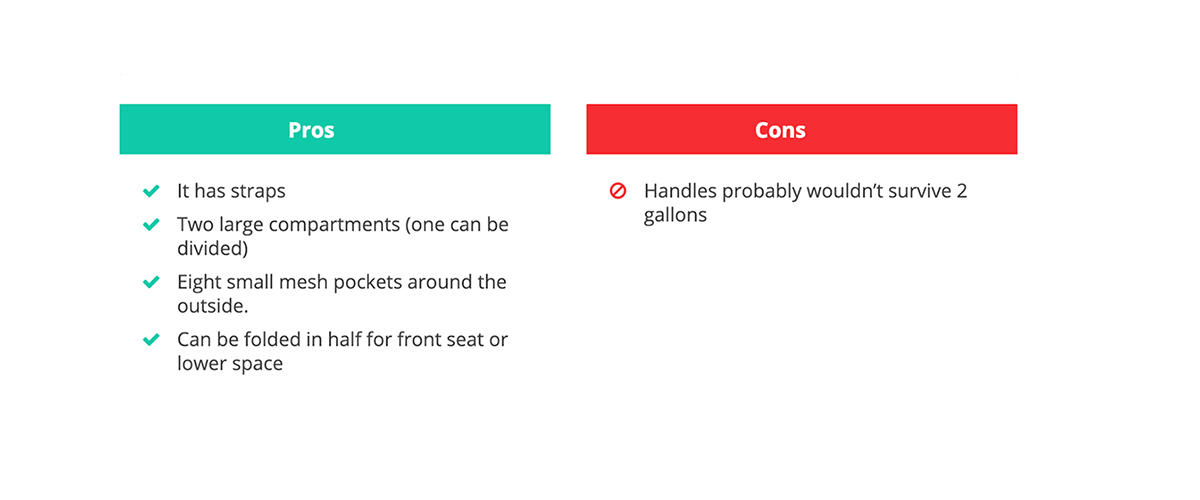 Pros
It has straps
Two large compartments (one can be
divided)
Eight small mesh pockets around the
outside.
Can be folded in half for front seat or
lower space
Cons
Handles probably wouldn’t survive 2
gallons